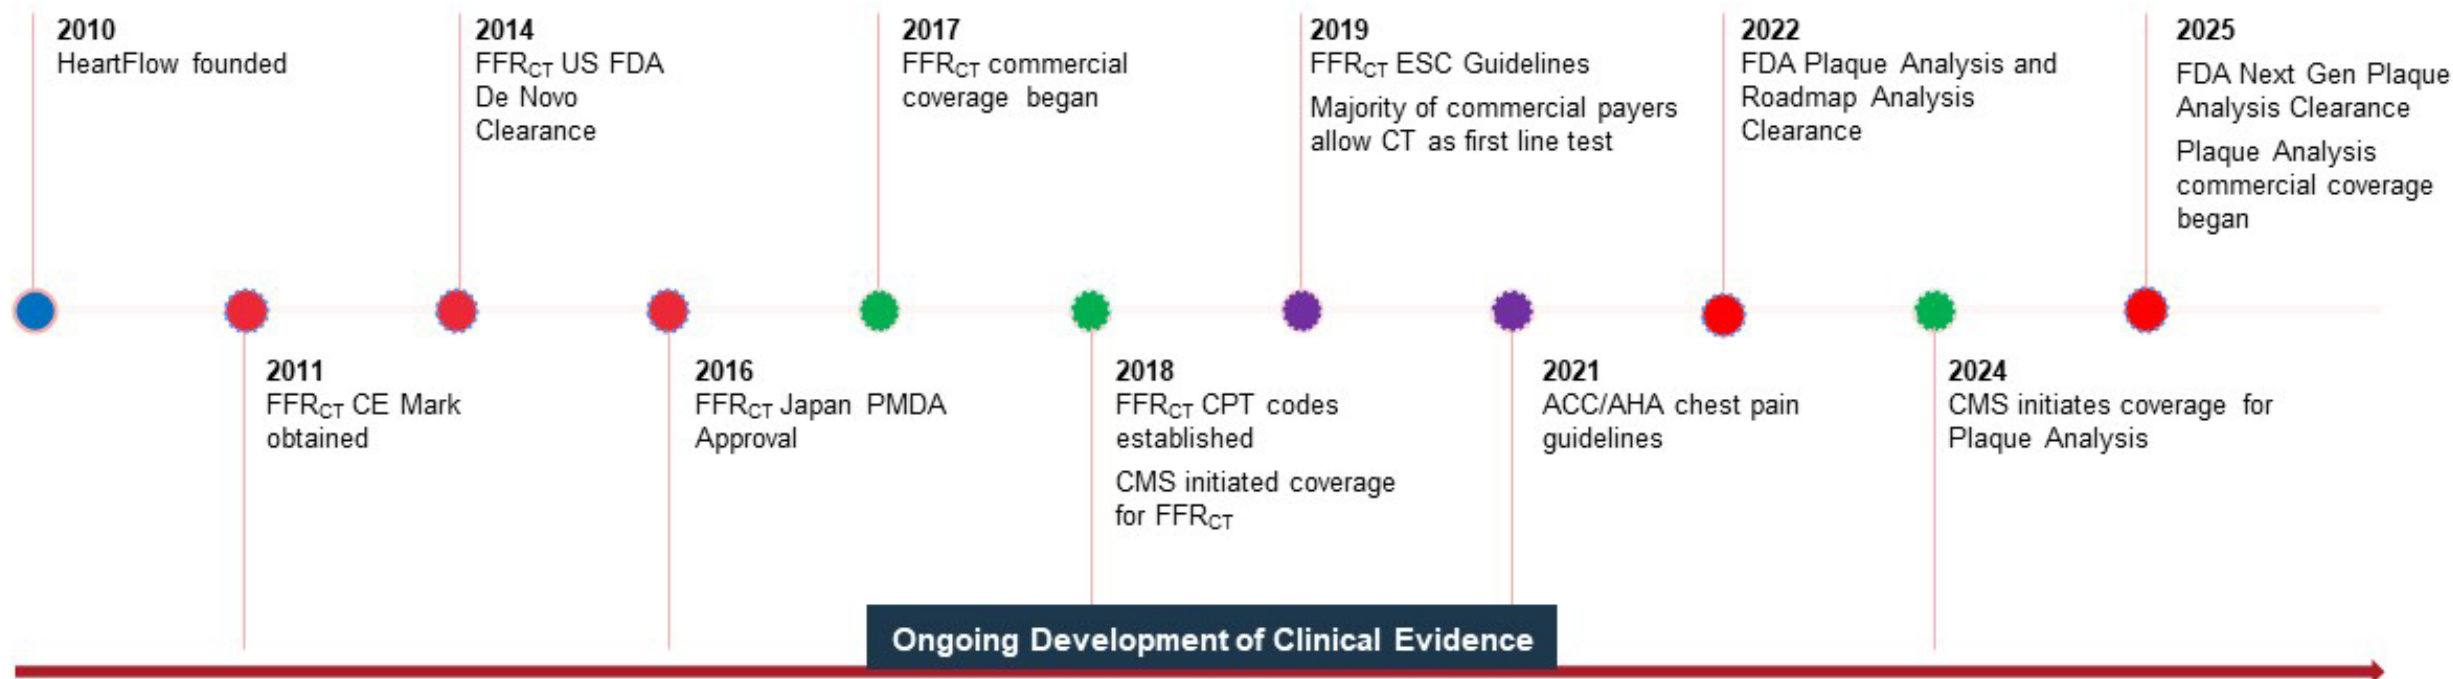 2010
HeartFlow founded
2011
FFRCT CE Mark
obtained
2014
FFRCT US FDA
De Novo
Clearance
2016
FFRCT Japan PMDA
Approval
2017
FFRCT commercial
coverage began
2018
FFRCT CPT codes
established
CMS initiated coverage
for FFRCT
2019
FFRCT ESC Guidelines
Majority of commercial payers
allow CT as first line test
2021
ACC/AHA chest pain
guidelines
2022
FDA Plaque Analysis and
Roadmap Analysis
Clearance
2024
CMS initiates coverage for
Plaque Analysis
2025
FDA Next Gen Plaque
Analysis Clearance
Plaque Analysis
commercial coverage
began
Ongoing Development of Clinical Evidence